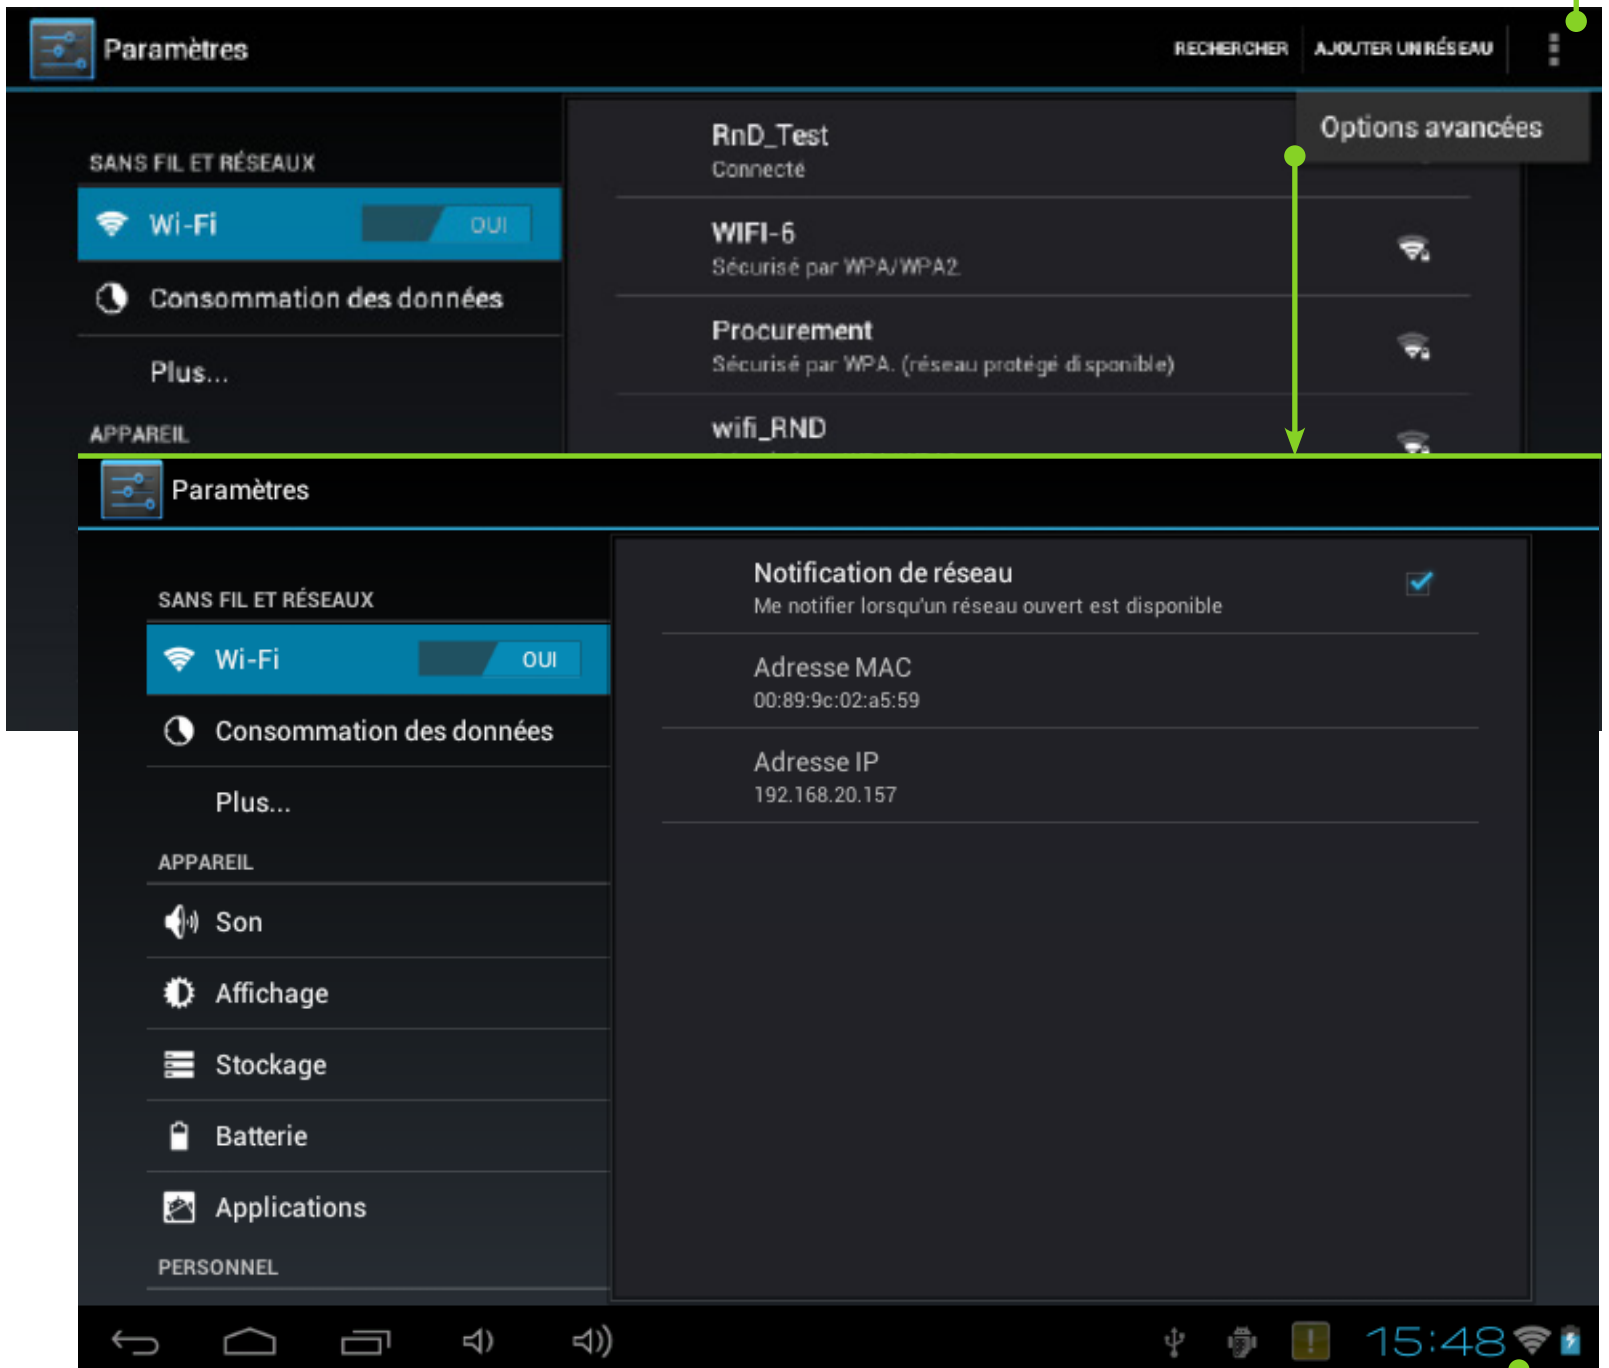 Paramètres
RECHERCHER
AJOUTER UN RÉSEAU
Options avancées
SANS FIL ET RÉSEAUX
Wi-Fi
OUI
Consommation des données
Plus...
APPAREIL
RnD_Test
Connecté
WIFI-6
Sécurisé par WPA/WPA2
Procurement
Sécurisé par WPA. (réseau protégé disponible)
wifi_RND
Paramètres
SANS FIL ET RÉSEAUX
Wi-Fi
OUI
Consommation des données
Plus...
APPAREIL
Son
Affichage
Stockage
Batterie
Applications
PERSONNEL
Notification de réseau
Me notifier lorsqu'un réseau ouvert est disponible
Adresse MAC
00:89:9c:02:a5:59
Adresse IP
192.168.20.157
15:48